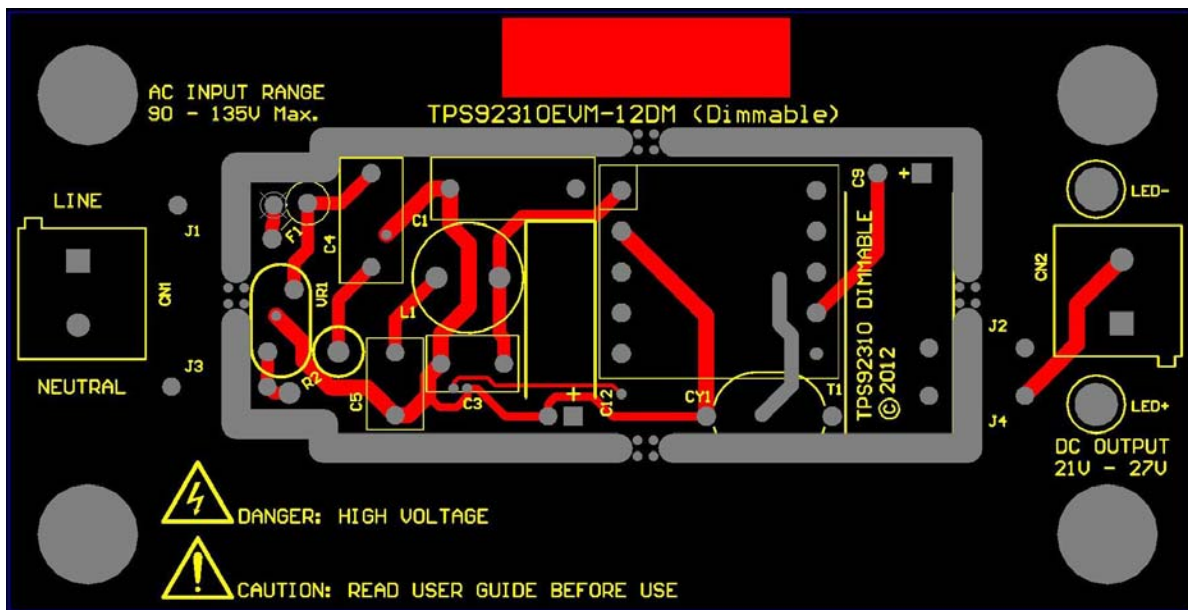 AC INPUT RANGE
90 - 135V Max.
TPS92310EVM-12DM (Dimmable)
LINE
J1
CN1
J3
NEUTRAL
F1
C4
VR1
R2
C1
L1
C5
C3
C12
+
CY1
T1
C9
+
TPS92310 DIMMABLE
© 2012
LED-
CN2
J2
J4
LED+
DC OUTPUT
21V - 27V
DANGER: HIGH VOLTAGE
!
CAUTION: READ USER GUIDE BEFORE USE